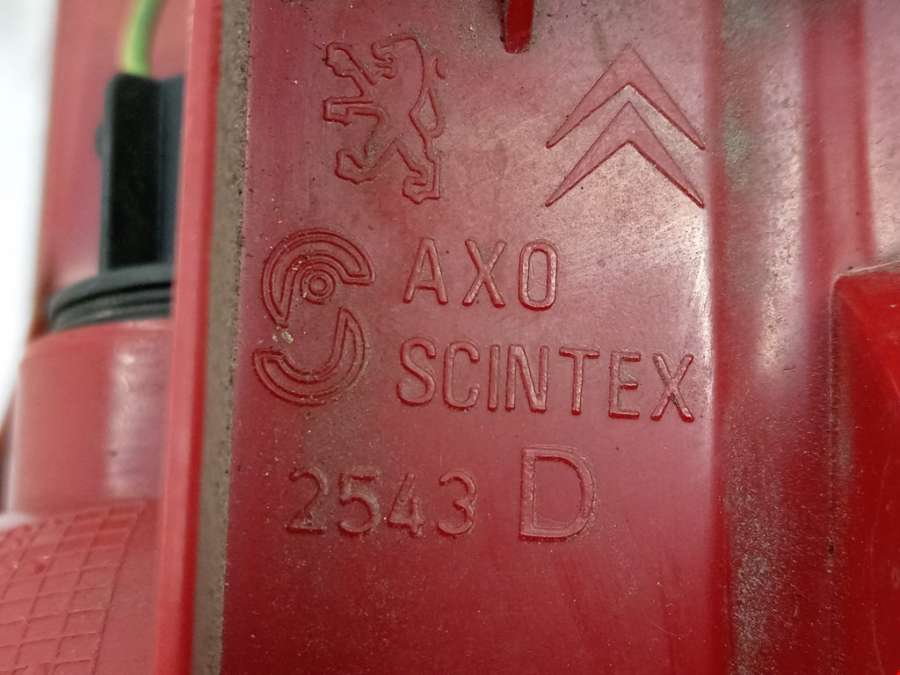 AXO
SCINTEX
2543 D